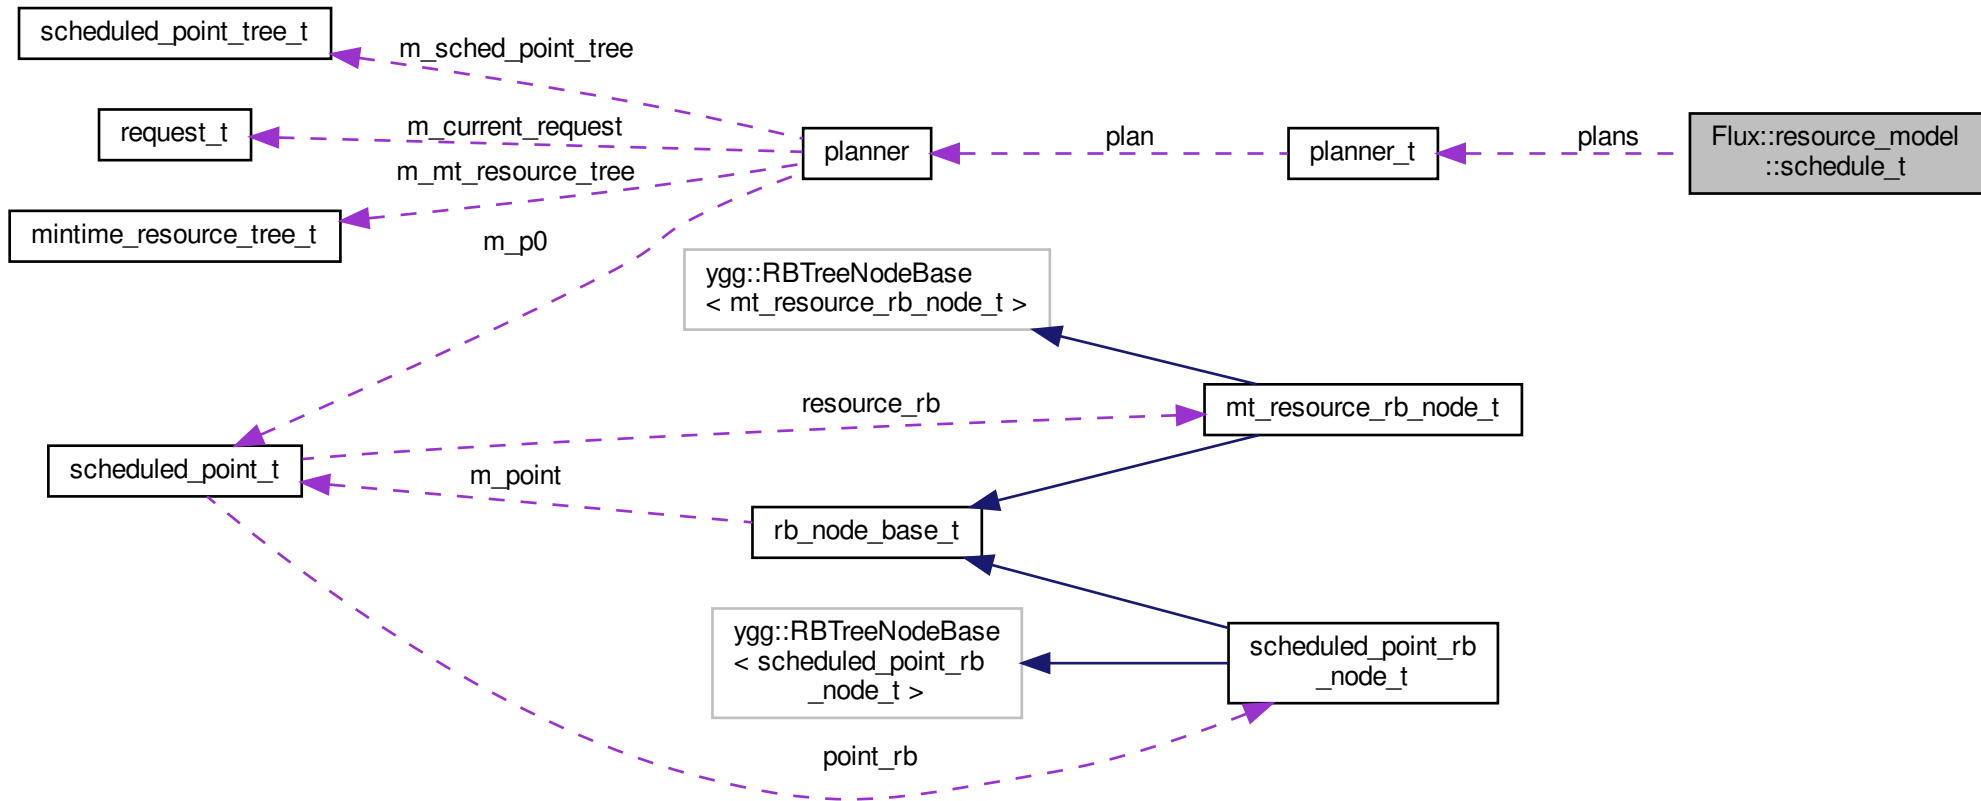 scheduled_point_tree_t
m_sched_point_tree
request_t
m_current_request
planner
plan
planner_t
plans
Flux::resource_model
::schedule_t
m_mt_resource_tree
mintime_resource_tree_t
m_p0
ygg::RBTreeNodeBase
< mt_resource_rb_node_t >
resource_rb
mt_resource_rb_node_t
scheduled_point_t
m_point
rb_node_base_t
ygg::RBTreeNodeBase
< scheduled_point_rb
_node_t >
scheduled_point_rb
_node_t
point_rb